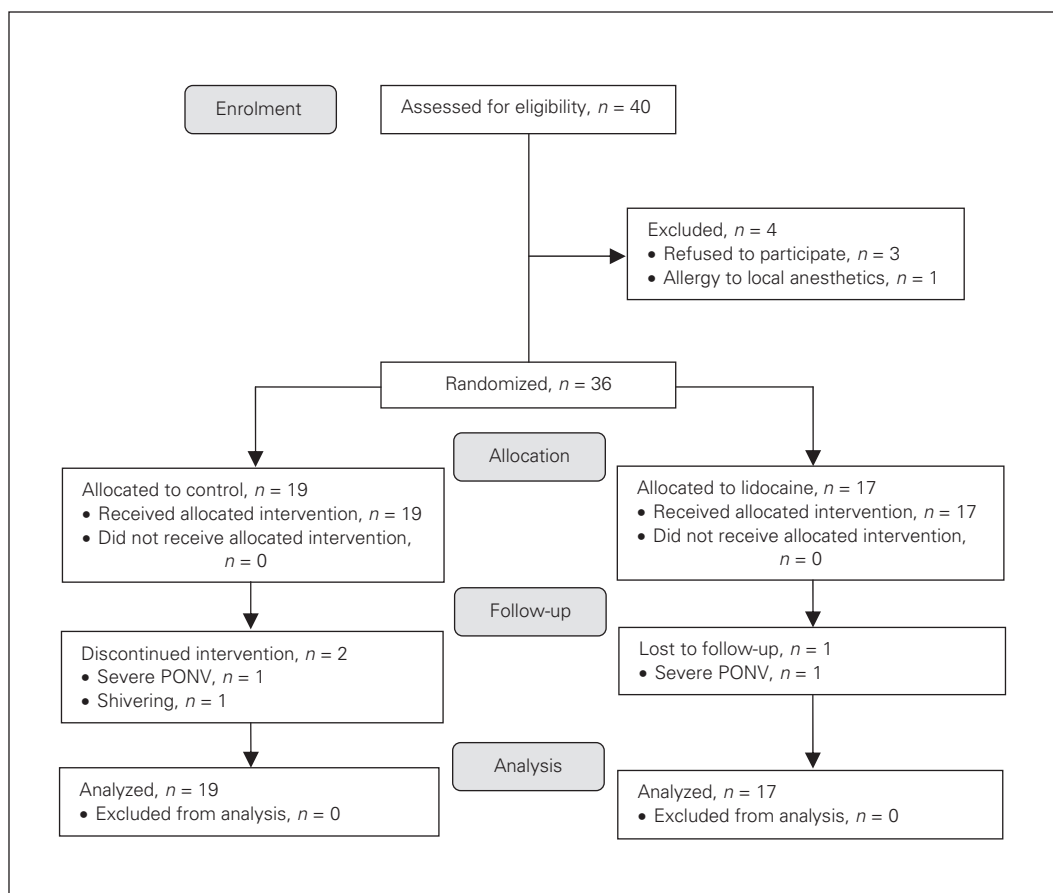 Enrolment
Assessed for eligibility, n = 40
Excluded, n = 4
• Refused to participate, n = 3
• Allergy to local anesthetics, n = 1
Randomized, n = 36
Allocation
Allocated to control, n = 19
• Received allocated intervention, n = 19
• Did not receive allocated intervention,
n = 0
Allocated to lidocaine, n = 17
• Received allocated intervention, n = 17
• Did not receive allocated intervention,
n = 0
Follow-up
Discontinued intervention, n = 2
• Severe PONV, n = 1
• Shivering, n = 1
Lost to follow-up, n = 1
• Severe PONV, n = 1
Analysis
Analyzed, n = 19
• Excluded from analysis, n = 0
Analyzed, n = 17
• Excluded from analysis, n = 0